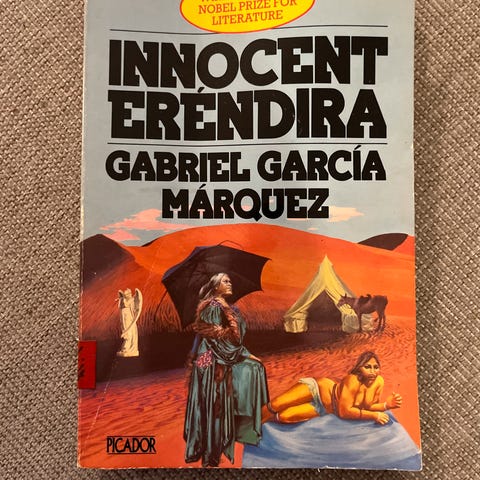 NOBEL PRIZE FOR
LITERATURE
INNOCENT
ERÉNDIRA
GABRIEL GARCÍA
MÁRQUEZ
PICADOR